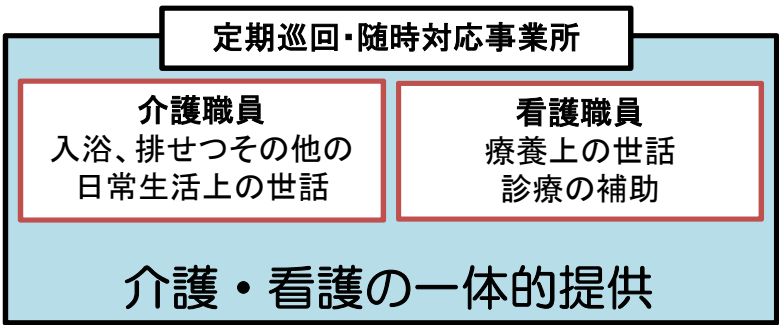 定期巡回・随時対応事業所
介護職員
入浴、排せつその他の
日常生活上の世話
看護職員
療養上の世話
診療の補助
介護・看護の一体的提供